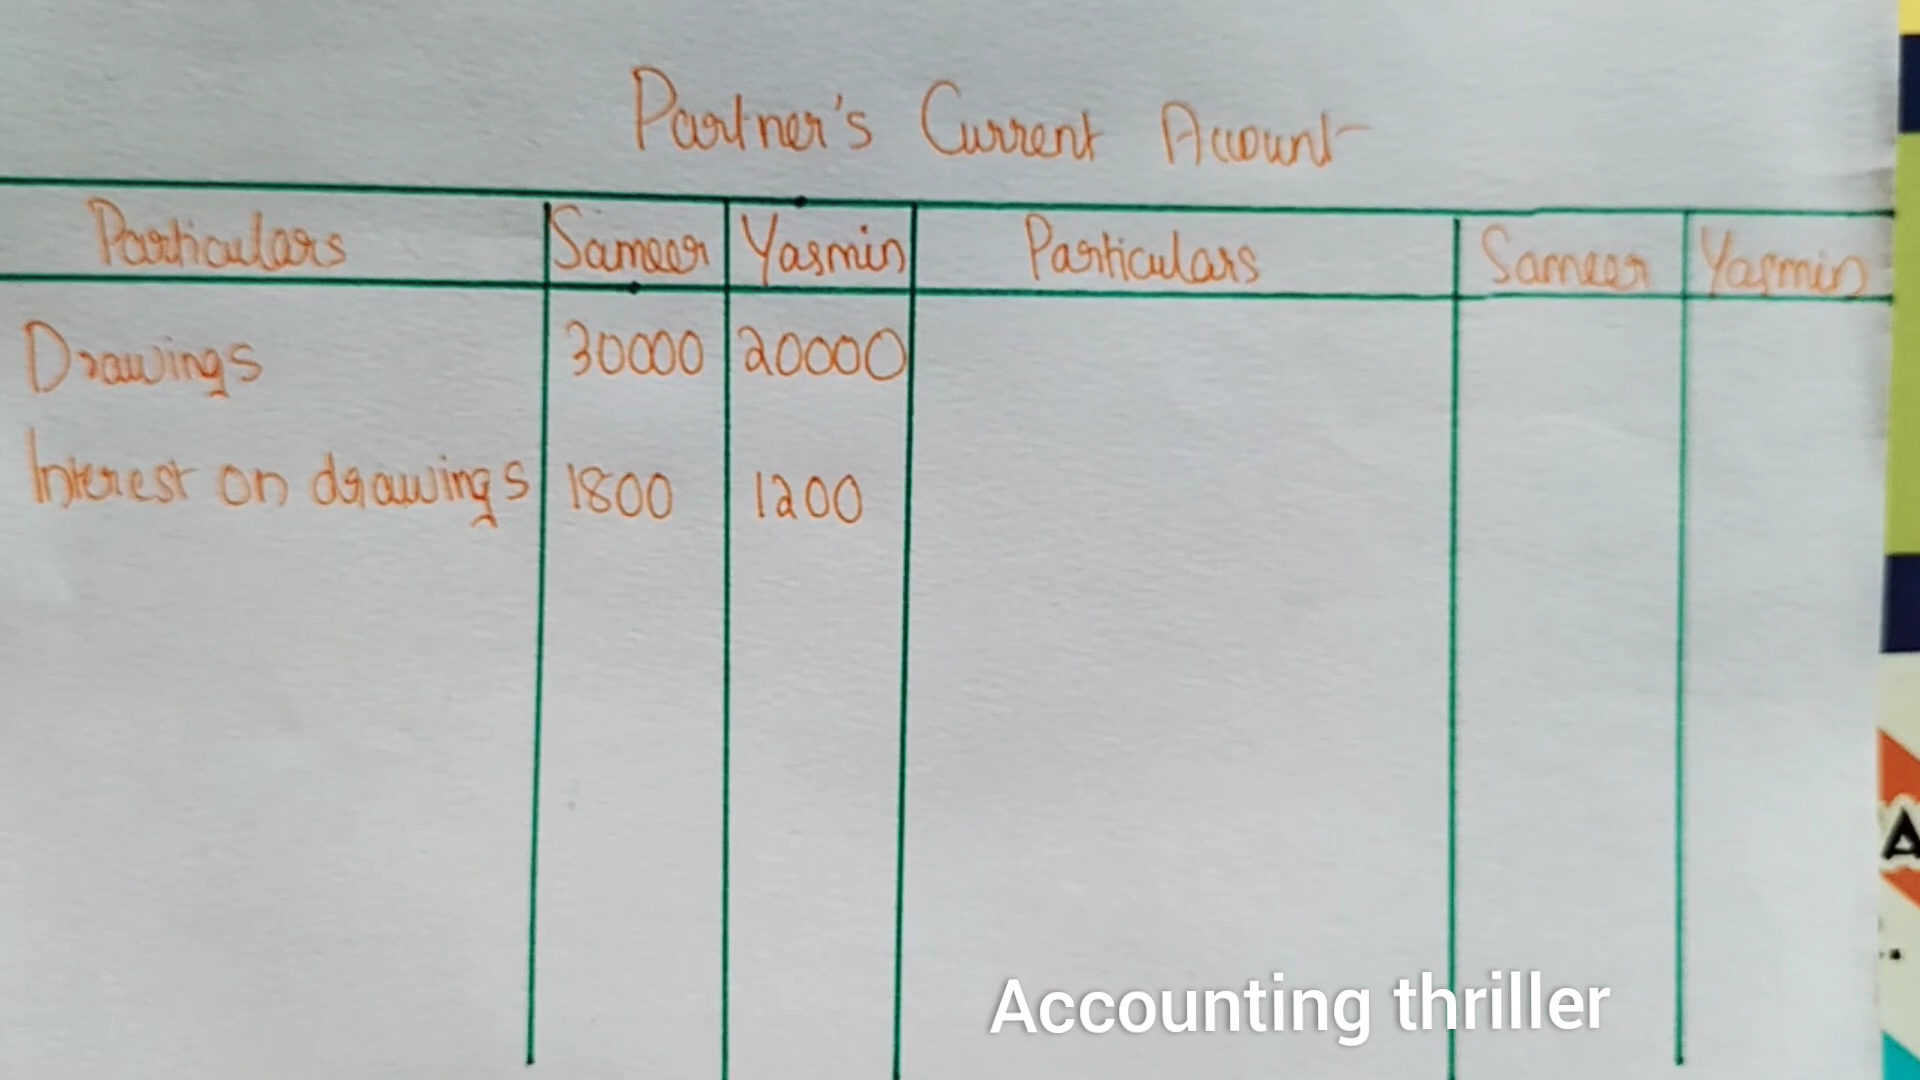 Partner's Current Account
Particulars Sameer Yasmin Particulars Sameer Yasmin
Drawings 30000 20000
Interest on drawings 1800 1200
A
Accounting thriller